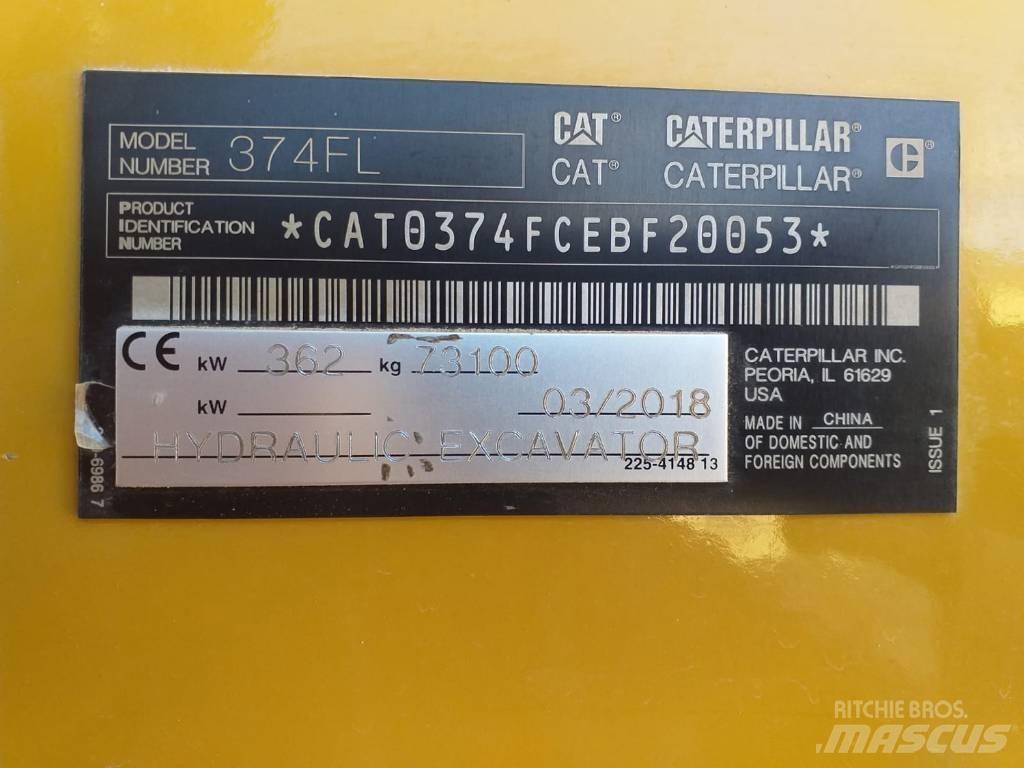 MODEL NUMBER 374FL
CAT® CATERPILLAR® C®
CAT® CATERPILLAR®
PRODUCT IDENTIFICATION NUMBER *CAT0374FCEBF20053*
CE kW 362 kg 73100
kW 03/2018
HYDRAULIC EXCAVATOR
225-4148 13
CATERPILLAR INC.
PEORIA, IL 61629
USA
MADE IN CHINA
OF DOMESTIC AND
FOREIGN COMPONENTS
ISSUE 1
-6986 7
RITCHIE BROS.
MASCUS